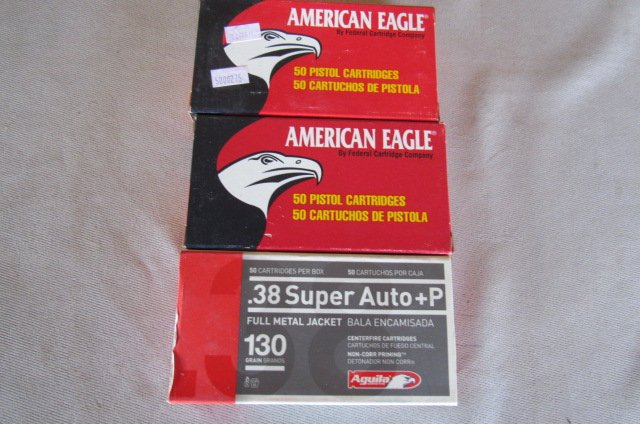 AMERICAN EAGLE®
By Federal Cartridge Company
50 PISTOL CARTRIDGES
50 CARTUCHOS DE PISTOLA
5000275
AMERICAN EAGLE®
By Federal Cartridge Company
50 PISTOL CARTRIDGES
50 CARTUCHOS DE PISTOLA
50 CARTRIDGES PER BOX 50 CARTUCHOS POR CAJA
.38 Super Auto +P
FULL METAL JACKET BALA ENCAMISADA
130
GRAIN GRANOS
CENTERFIRE CARTRIDGES
CARTUCHOS DE FUEGO CENTRAL
NON-CORR PRIMING™
DETONADOR NON CORR®
Aguila